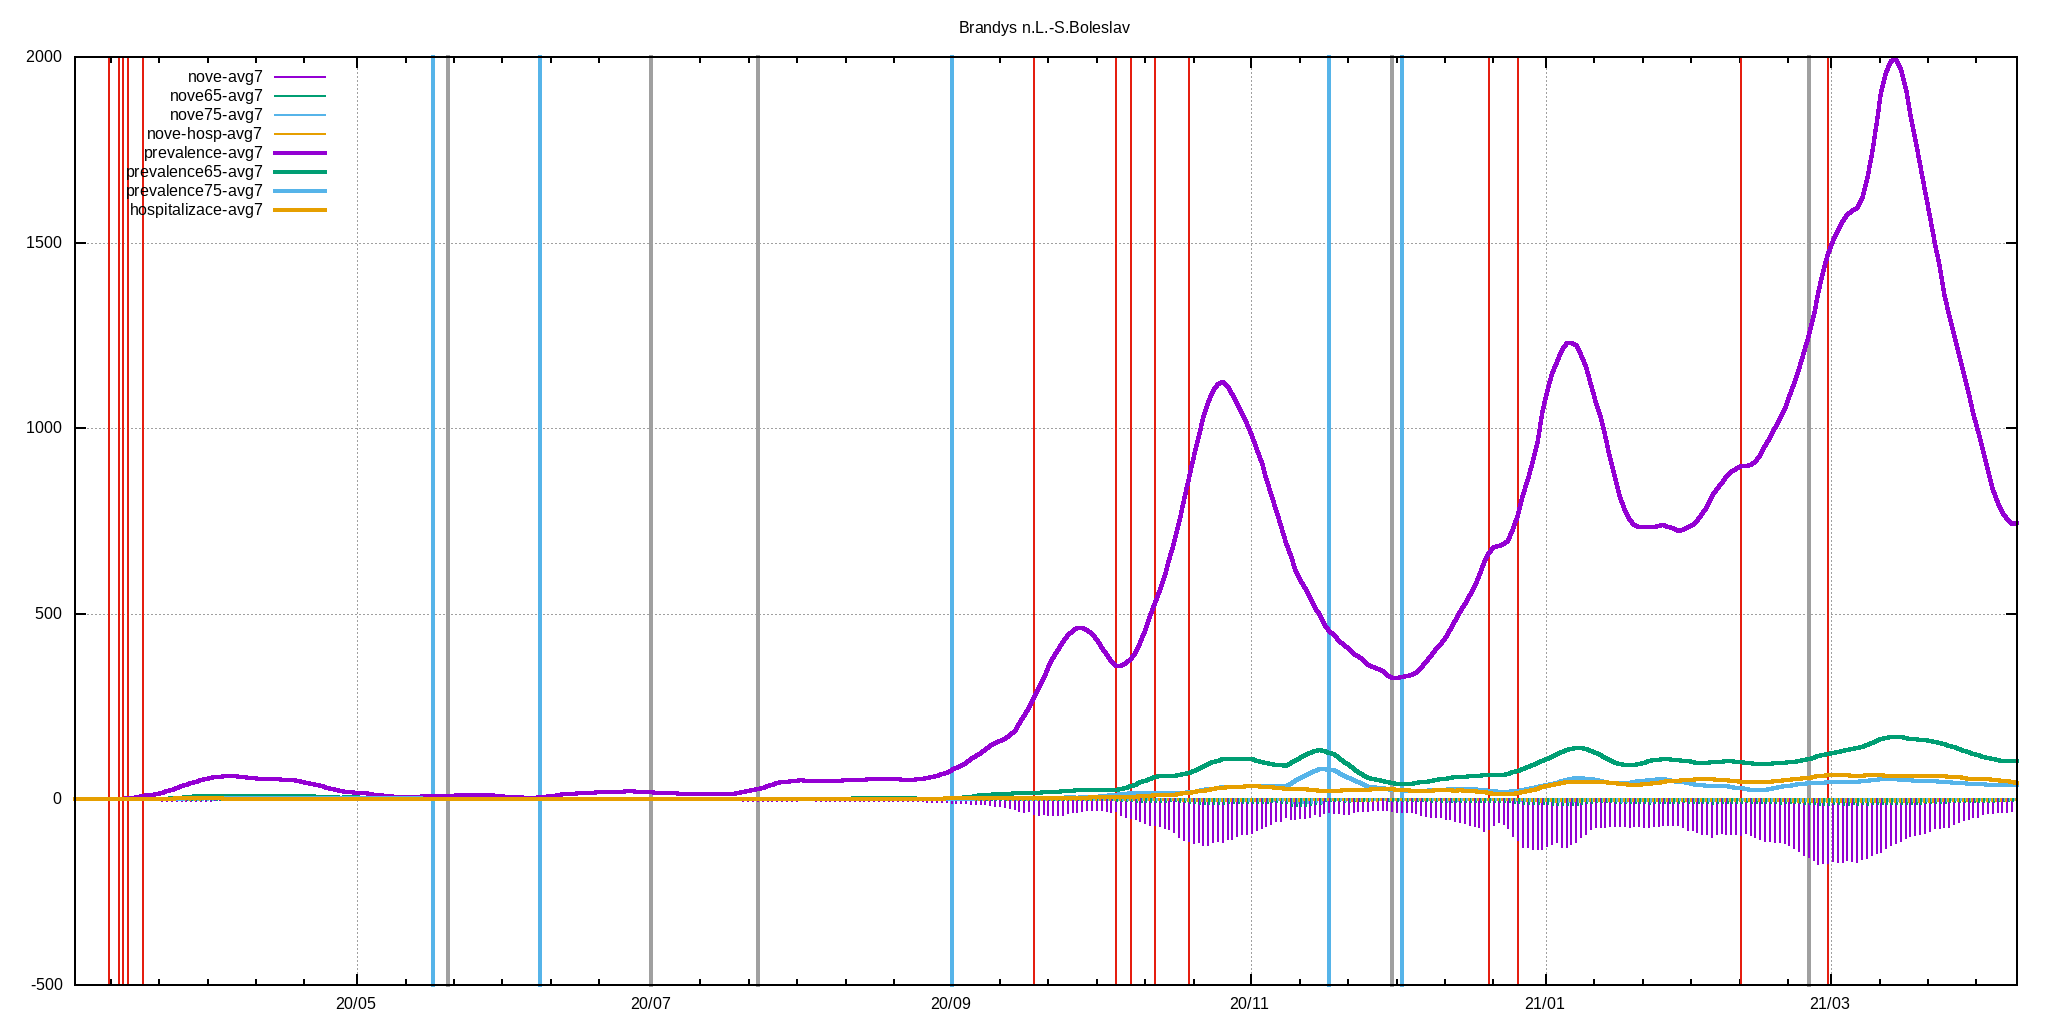 Brandys n.L.-S.Boleslav
2000
nove-avg7
nove65-avg7
nove75-avg7
nove-hosp-avg7
prevalence-avg7
prevalence65-avg7
prevalence75-avg7
hospitalizace-avg7
1500
1000
500
0
-500
20/05
20/07
20/09
20/11
21/01
21/03